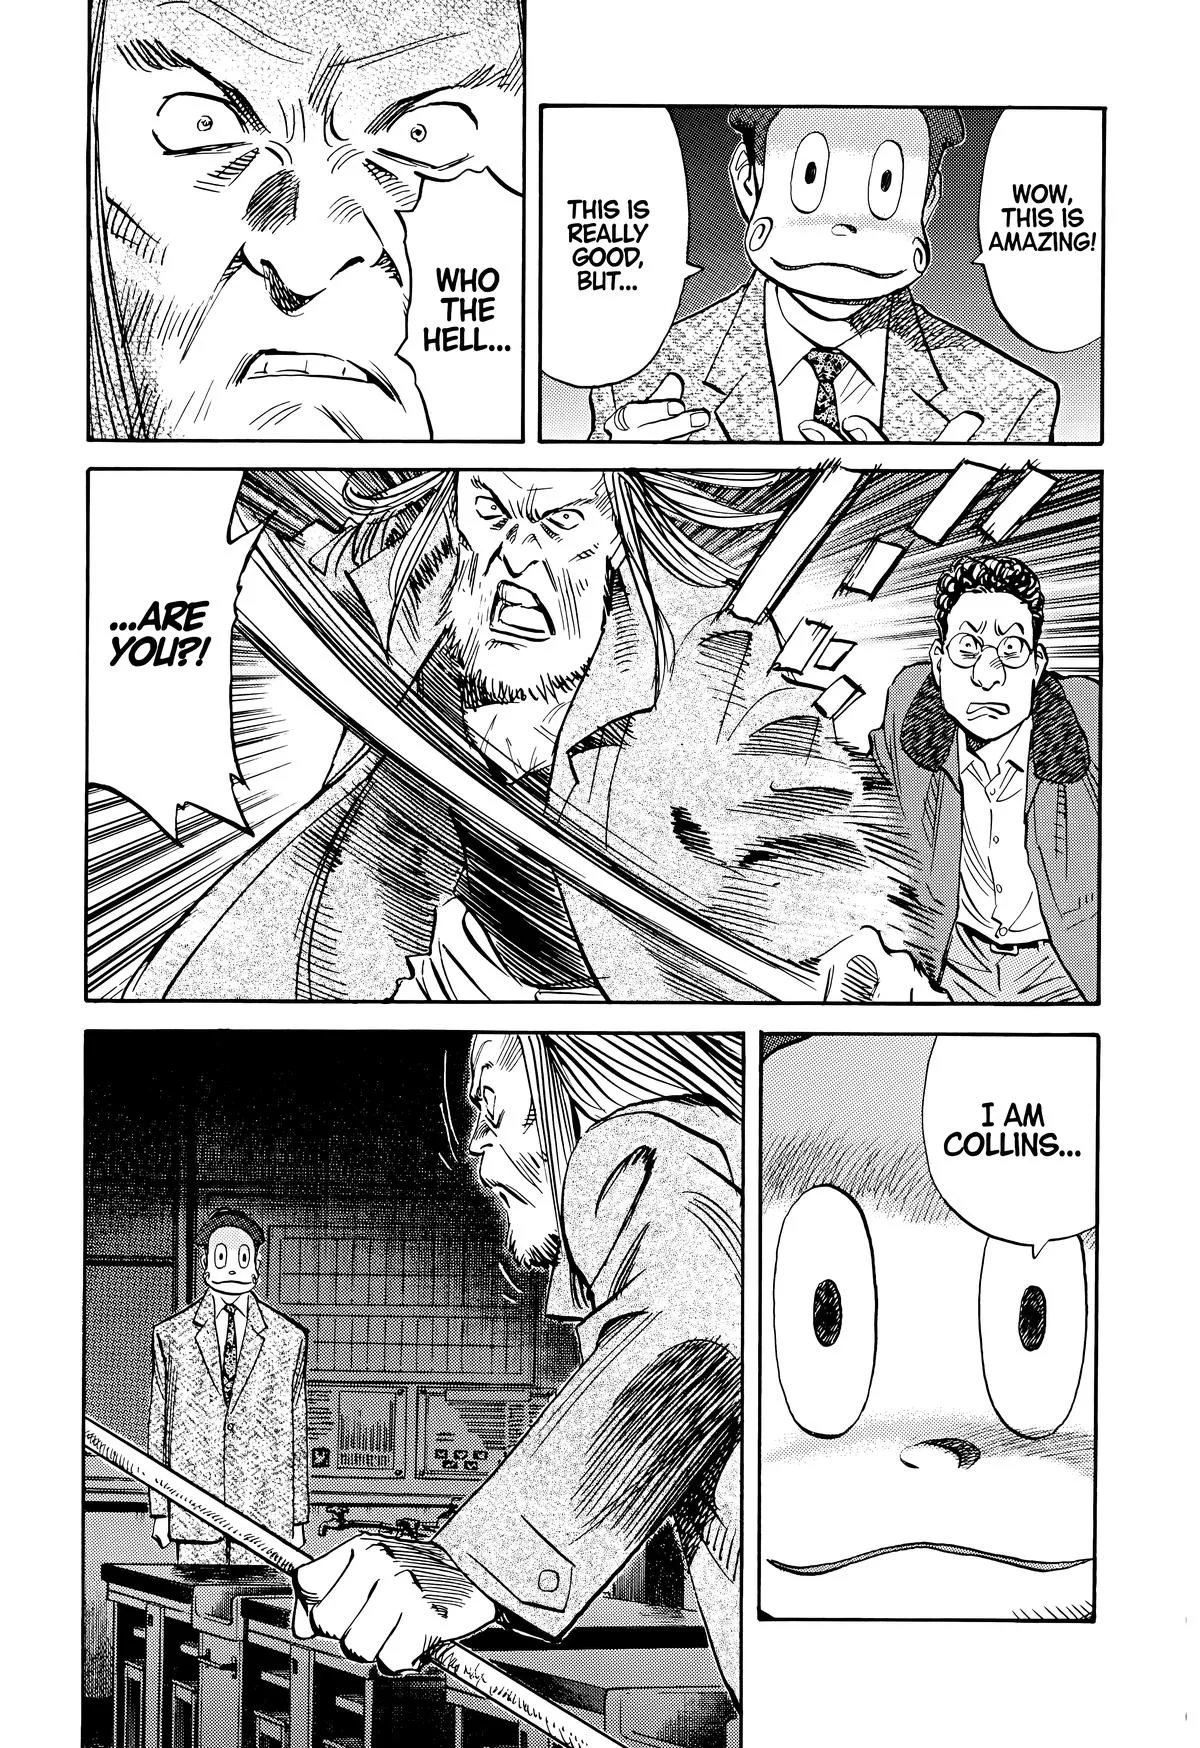 WOW,
THIS IS
AMAZING!
THIS IS
REALLY
GOOD,
BUT...
WHO
THE
HELL...
...ARE
YOU?!
I AM
COLLINS...